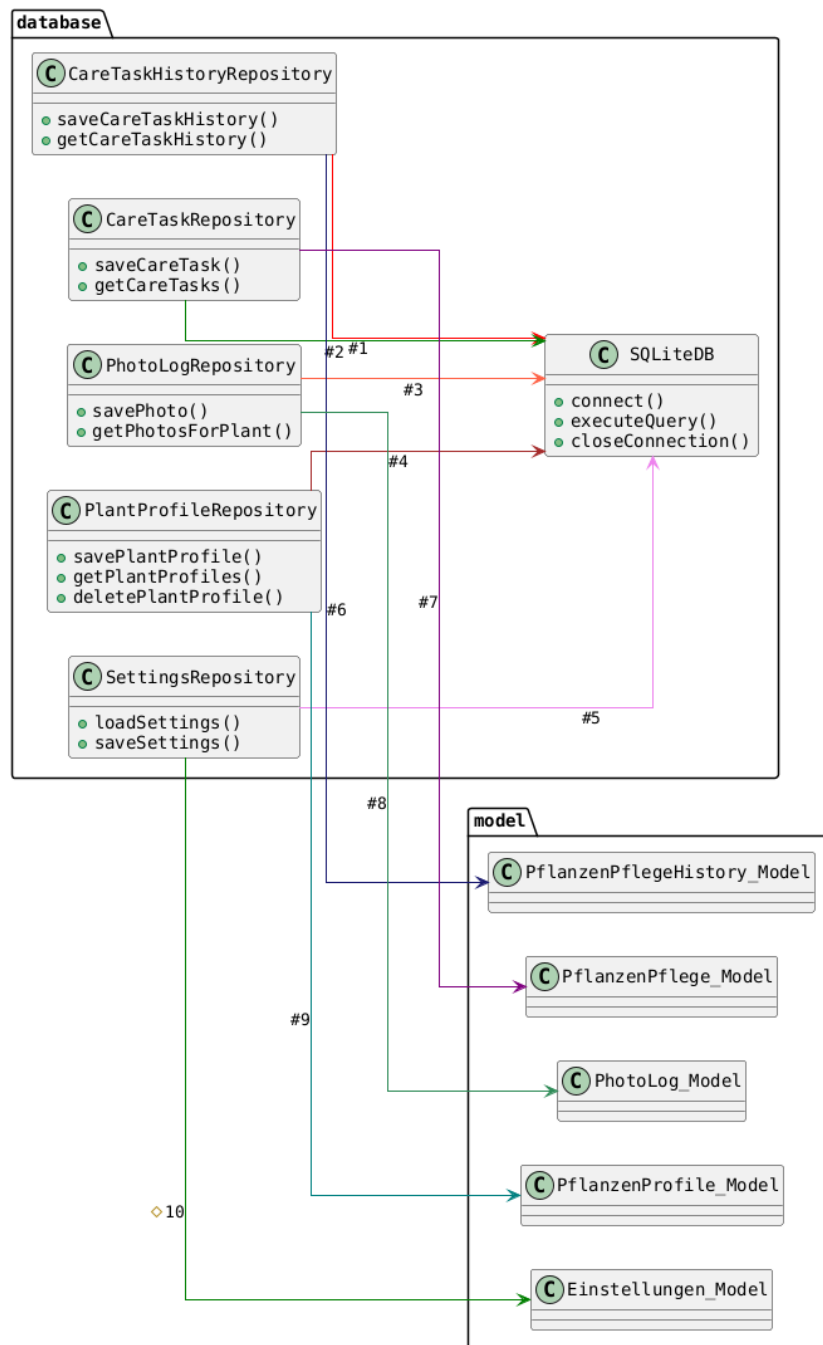 database
C CareTaskHistoryRepository
saveCareTaskHistory()
getCareTaskHistory()
C CareTaskRepository
saveCareTask()
getCareTasks()
#2
#1
C SQLiteDB
connect()
executeQuery()
closeConnection()
C PhotoLogRepository
savePhoto()
getPhotosForPlant()
#3
#4
C PlantProfileRepository
savePlantProfile()
getPlantProfiles()
deletePlantProfile()
#6
#7
C SettingsRepository
loadSettings()
saveSettings()
#5
#8
model
C PflanzenPflegeHistory_Model
C PflanzenPflege_Model
#9
C PhotoLog_Model
C PflanzenProfile_Model
10
C Einstellungen_Model